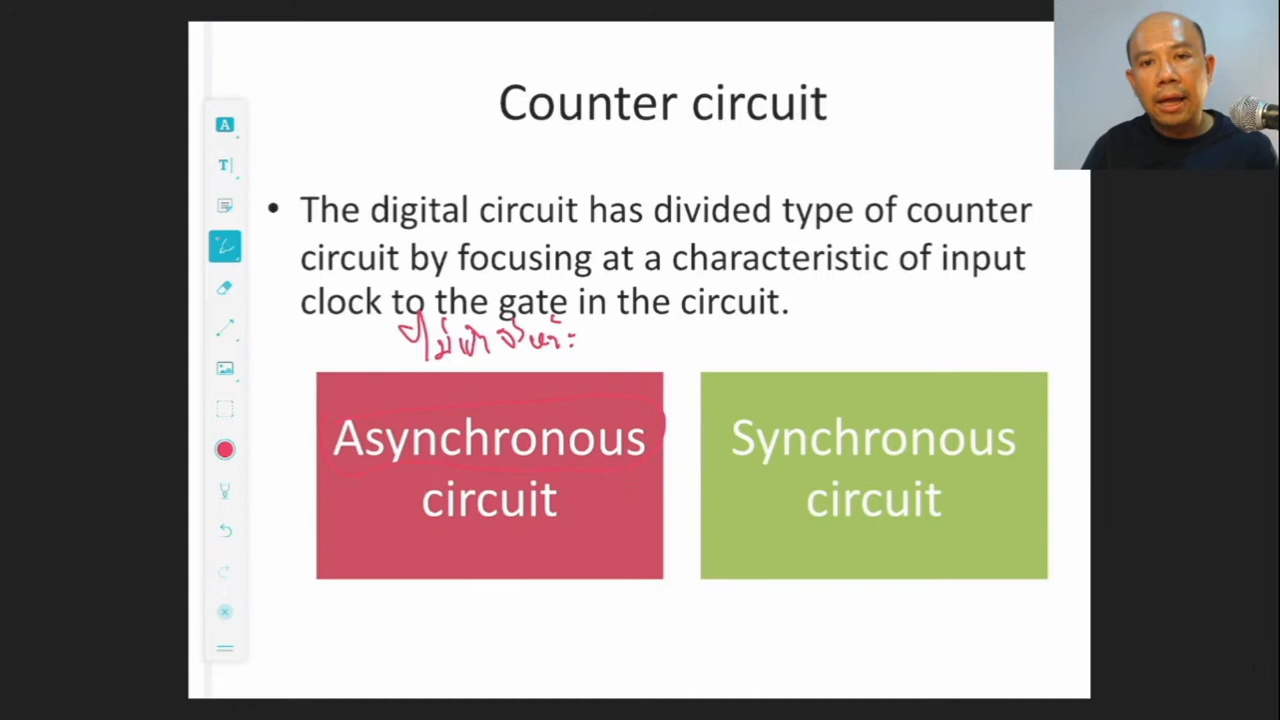 Counter circuit
• The digital circuit has divided type of counter
circuit by focusing at a characteristic of input
clock to the gate in the circuit.
Asynchronous
circuit
Synchronous
circuit